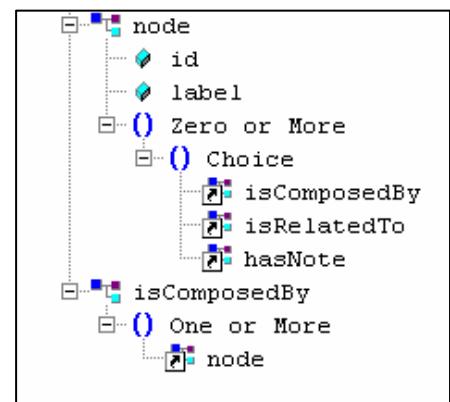 node
id
label
() Zero or More
() Choice
isComposedBy
isRelatedTo
hasNote
isComposedBy
() One or More
node